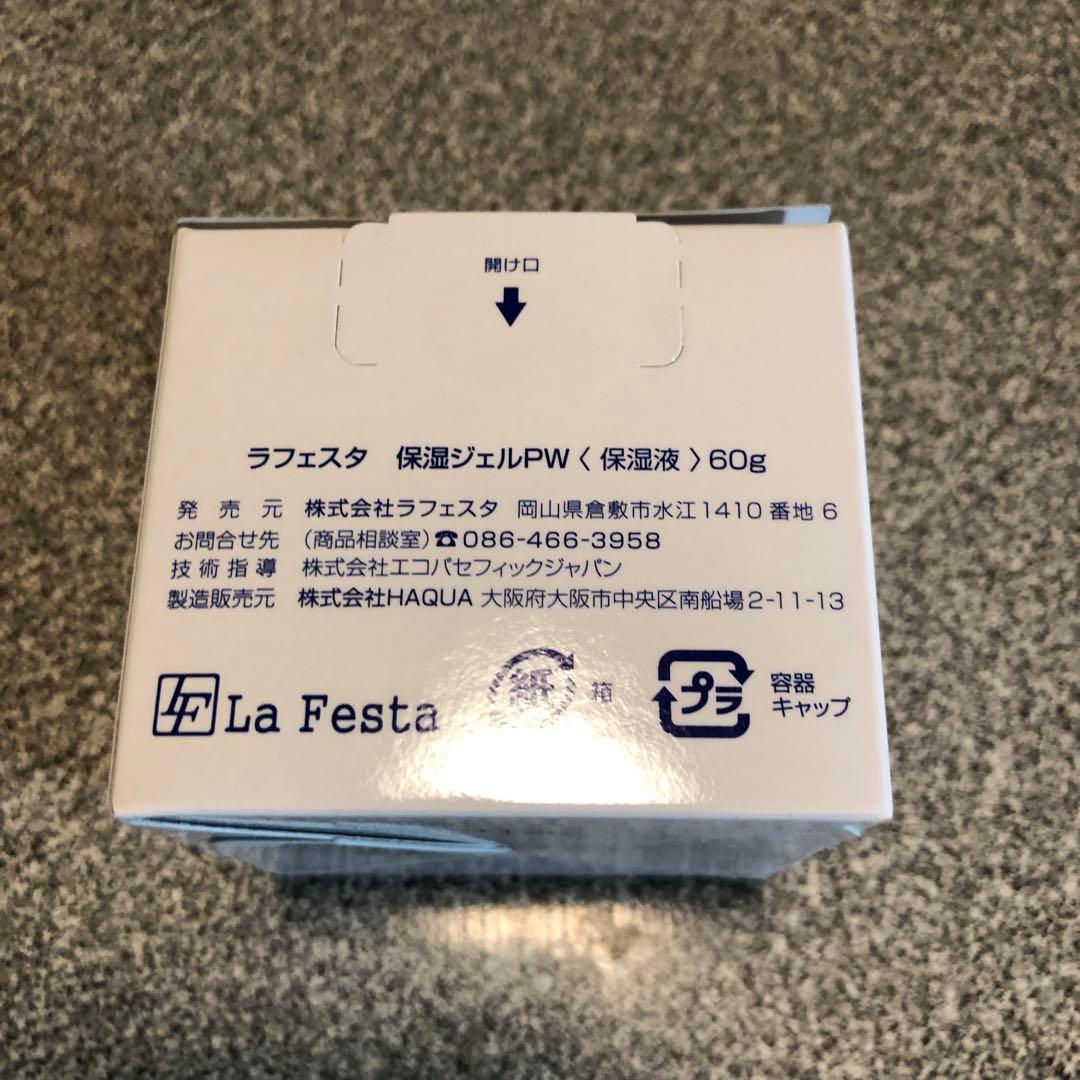 開け口
ラフェスタ 保湿ジェルPW〈 保湿液 〉60g
発売元 株式会社ラフェスタ 岡山県倉敷市水江1410番地6
お問合せ先 (商品相談室)☎086-466-3958
技術指導 株式会社エコパセフィックジャパン
製造販売元 株式会社HAQUA 大阪府大阪市中央区南船場2-11-13
LF La Festa
紙 箱
プラ 容器
キャップ